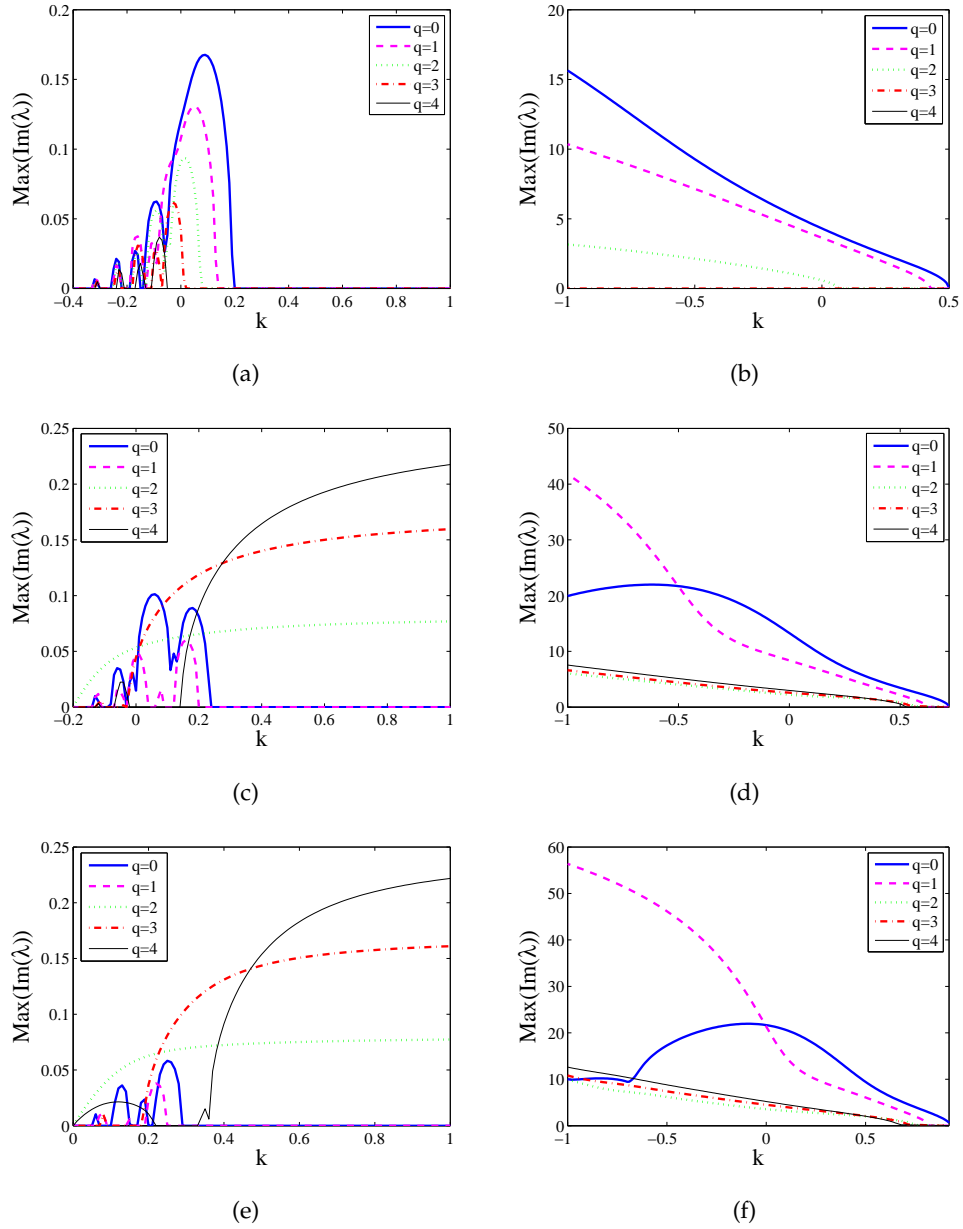 0.2
0.15
0.1
0.05
0
−0.4 −0.2 0 0.2 0.4 0.6 0.8 1
Max(Im(λ))
k
q=0
q=1
q=2
q=3
q=4
(a)
20
15
10
5
0
−1 −0.5 0 0.5
Max(Im(λ))
k
q=0
q=1
q=2
q=3
q=4
(b)
0.25
0.2
0.15
0.1
0.05
0
−0.2 0 0.2 0.4 0.6 0.8 1
Max(Im(λ))
k
q=0
q=1
q=2
q=3
q=4
(c)
50
40
30
20
10
0
−1 −0.5 0 0.5
Max(Im(λ))
k
q=0
q=1
q=2
q=3
q=4
(d)
0.25
0.2
0.15
0.1
0.05
0
0 0.2 0.4 0.6 0.8 1
Max(Im(λ))
k
q=0
q=1
q=2
q=3
q=4
(e)
60
50
40
30
20
10
0
−1 −0.5 0 0.5
Max(Im(λ))
k
q=0
q=1
q=2
q=3
q=4
(f)